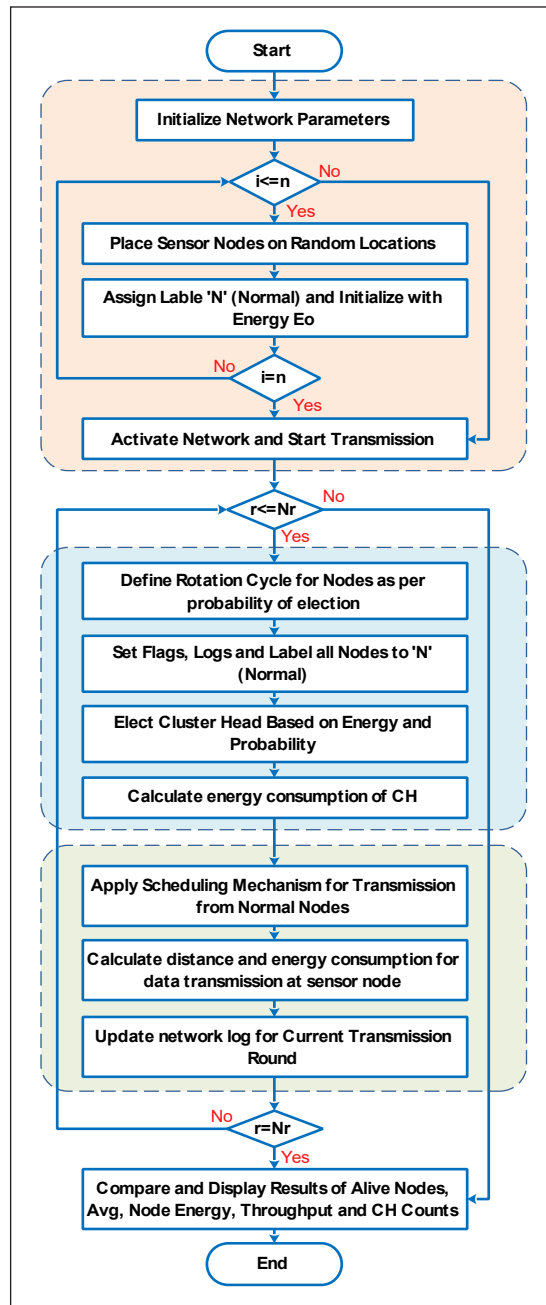 Start
Initialize Network Parameters
i<=n
No
Yes
Place Sensor Nodes on Random Locations
Assign Lable 'N' (Normal) and Initialize with
Energy Eo
No
i=n
Yes
Activate Network and Start Transmission
r<=Nr
No
Yes
Define Rotation Cycle for Nodes as per
probability of election
Set Flags, Logs and Label all Nodes to 'N'
(Normal)
Elect Cluster Head Based on Energy and
Probability
Calculate energy consumption of CH
Apply Scheduling Mechanism for Transmission
from Normal Nodes
Calculate distance and energy consumption for
data transmission at sensor node
Update network log for Current Transmission
Round
No
r=Nr
Yes
Compare and Display Results of Alive Nodes,
Avg, Node Energy, Throughput and CH Counts
End